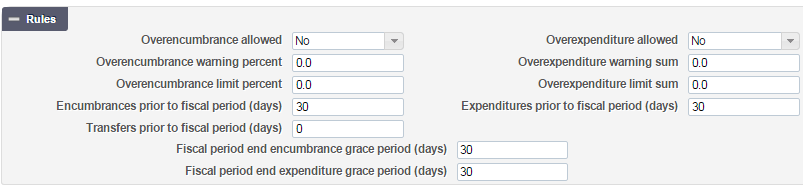 Rules
Overencumbrance allowed No Overexpenditure allowed No
Overencumbrance warning percent 0.0 Overexpenditure warning sum 0.0
Overencumbrance limit percent 0.0 Overexpenditure limit sum 0.0
Encumbrances prior to fiscal period (days) 30 Expenditures prior to fiscal period (days) 30
Transfers prior to fiscal period (days) 0
Fiscal period end encumbrance grace period (days) 30
Fiscal period end expenditure grace period (days) 30